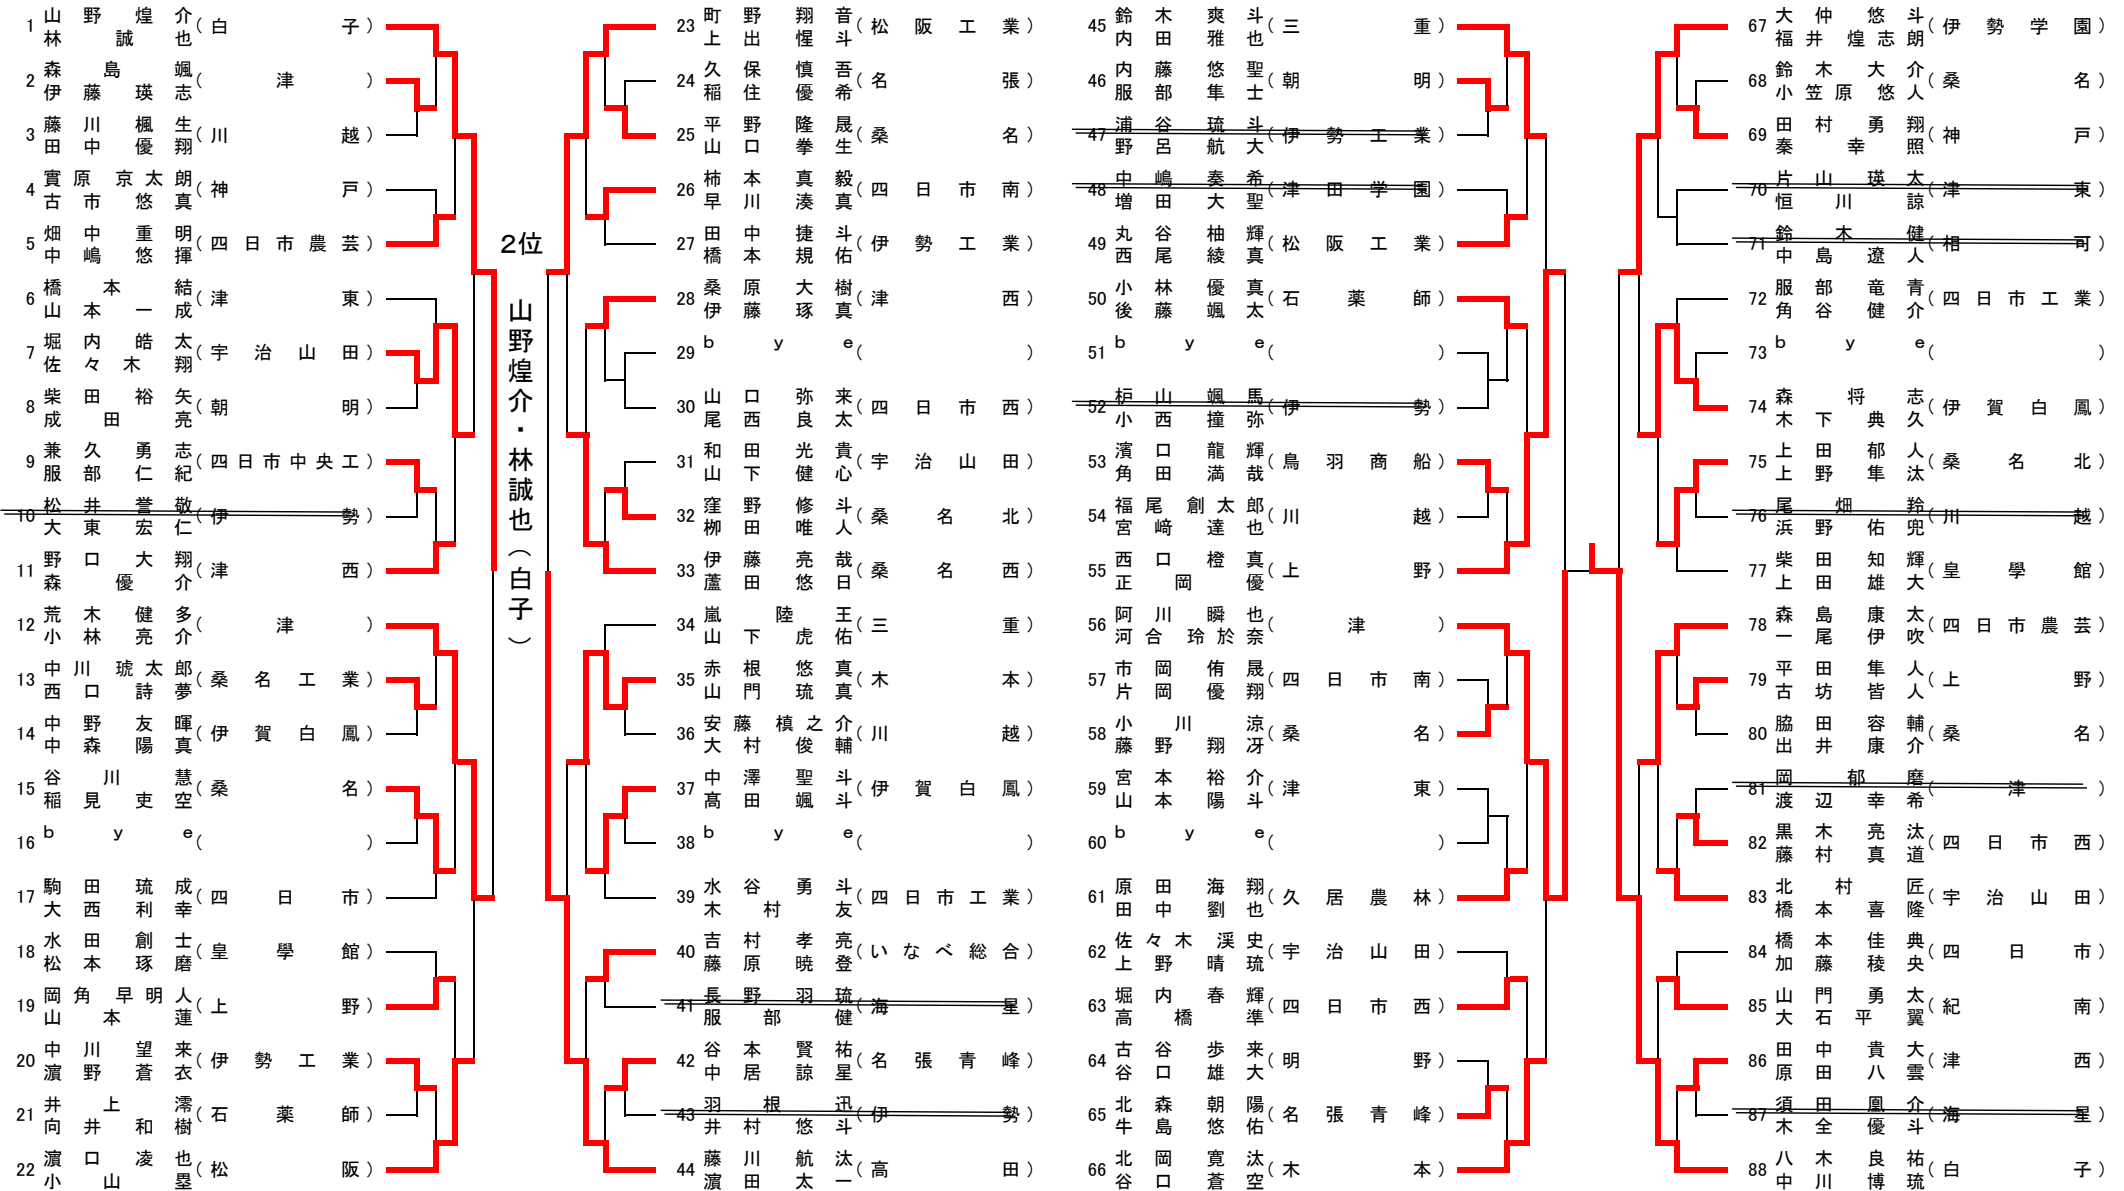 1 山野煌介 林誠也 (白子)
2 森島颯 伊藤瑛志 (津)
3 藤川楓生 田中優翔 (川越)
4 實原京太朗 古市悠真 (神戸)
5 畑中重明 中嶋悠揮 (四日市農芸)
6 橋本結 山本一成 (津東)
7 堀内皓太 佐々木翔 (宇治山田)
8 柴田裕矢 成田亮 (朝明)
9 兼久勇志 服部仁紀 (四日市中央工)
10 松井誉敬 大東宏仁 (伊勢)
11 野口大翔 森優介 (津西)
12 荒木健多 小林亮介 (津)
13 中川琥太郎 西口詩夢 (桑名工業)
14 中野友暉 中森陽真 (伊賀白鳳)
15 谷川慧 稲見吏空 (桑名)
16 bye ( )
17 駒田琉成 大西利幸 (四日市)
18 水田創士 松本琢磨 (皇學館)
19 岡角早明人 山本蓮 (上野)
20 中川望来 濵野蒼衣 (伊勢工業)
21 井上澪 向井和樹 (石薬師)
22 濵口凌也 小山塁 (松阪)
2位
山野煌介・林誠也(白子)
23 町野翔音 上出惺斗 (松阪工業)
24 久保慎吾 稲住優希 (名張)
25 平野隆晟 山口拳生 (桑名)
26 柿本真毅 早川湊真 (四日市南)
27 田中捷斗 橋本規佑 (伊勢工業)
28 桑原大樹 伊藤琢真 (津西)
29 bye ( )
30 山口弥来 尾西良太 (四日市西)
31 和田光貴 山下健心 (宇治山田)
32 窪野修斗 栁田唯人 (桑名北)
33 伊藤亮哉 蘆田悠日 (桑名西)
34 嵐陸王 山下虎佑 (三重)
35 赤根悠真 山門琉真 (木本)
36 安藤槙之介 大村俊輔 (川越)
37 中澤聖斗 髙田颯斗 (伊賀白鳳)
38 bye ( )
39 水谷勇斗 木村友 (四日市工業)
40 吉村孝亮 藤原暁登 (いなべ総合)
41 長野羽琉 服部健 (海星)
42 谷本賢祐 中居諒星 (名張青峰)
43 羽根迅 井村悠斗 (伊勢)
44 藤川航汰 濵田太一 (高田)
45 鈴木爽斗 内田雅也 (三重)
46 内藤悠聖 服部隼士 (朝明)
47 浦谷琉斗 野呂航大 (伊勢工業)
48 中嶋奏希 増田大聖 (津田学園)
49 丸谷柚輝 西尾綾真 (松阪工業)
50 小林優真 後藤颯太 (石薬師)
51 bye ( )
52 枦山颯馬 小西撞弥 (伊勢)
53 濱口龍輝 角田満哉 (鳥羽商船)
54 福尾創太郎 宮﨑達也 (川越)
55 西口橙真 正岡優 (上野)
56 阿川瞬也 河合玲於奈 (津)
57 市岡侑晟 片岡優翔 (四日市南)
58 小川涼 藤野翔冴 (桑名)
59 宮本裕介 山本陽斗 (津東)
60 bye ( )
61 原田海翔 田中劉也 (久居農林)
62 佐々木渓史 上野晴琉 (宇治山田)
63 堀内春輝 高橋準 (四日市西)
64 古谷歩来 谷口雄大 (明野)
65 北森朝陽 牛島悠佑 (名張青峰)
66 北岡寛汰 谷口蒼空 (木本)
67 大仲悠斗 福井煌志朗 (伊勢学園)
68 鈴木大介 小笠原悠人 (桑名)
69 田村勇翔 秦幸照 (神戸)
70 片山瑛太 恒川諒 (津東)
71 鈴木健 中島遼人 (相可)
72 服部竜青 角谷健介 (四日市工業)
73 bye ( )
74 森将志 木下典久 (伊賀白鳳)
75 上田郁人 上野隼汰 (桑名北)
76 尾畑羚 浜野佑兜 (川越)
77 柴田知輝 上田雄大 (皇學館)
78 森島康太 一尾伊吹 (四日市農芸)
79 平田隼人 古坊皆人 (上野)
80 脇田容輔 出井康介 (桑名)
81 岡郁磨 渡辺幸希 (津)
82 黒木亮汰 藤村真道 (四日市西)
83 北村匠 橋本喜隆 (宇治山田)
84 橋本佳典 加藤稜央 (四日市)
85 山門勇太 大石平翼 (紀南)
86 田中貴大 原田八雲 (津西)
87 須田凰介 木全優斗 (海星)
88 八木良祐 中川博琉 (白子)